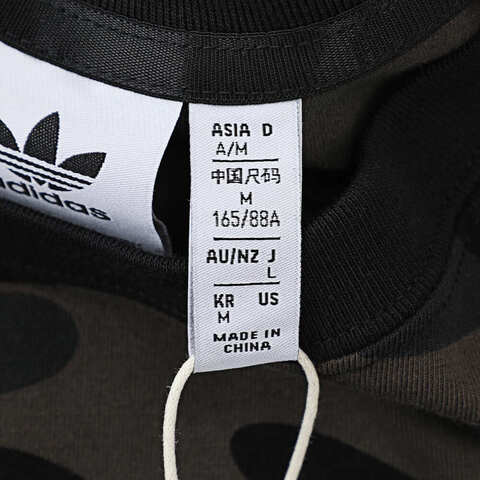 adidas
ASIA D
A/M
中国尺码
M
165/88A
AU/NZ J
L
KR US
M
MADE IN
CHINA